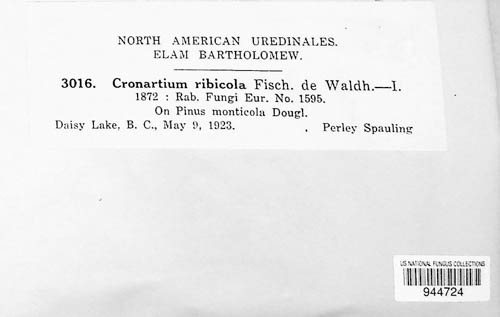 NORTH AMERICAN UREDINALES.
ELAM BARTHOLOMEW.
3016. Cronartium ribicola Fisch. de Waldh.—I.
1872 : Rab. Fungi Eur. No. 1595.
On Pinus monticola Dougl.
Daisy Lake, B. C., May 9, 1923. . Perley Spauling
US NATIONAL FUNGUS COLLECTIONS
944724